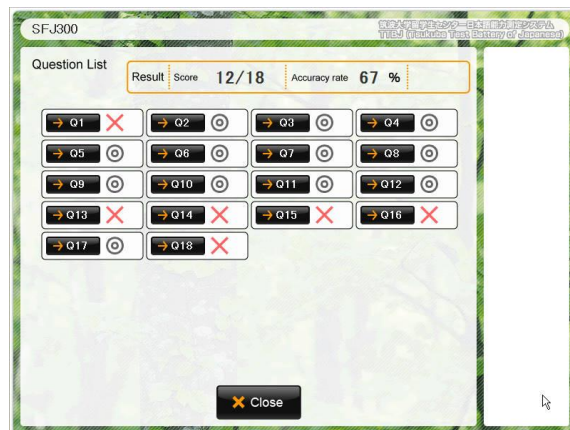 SFJ300
筑波大学留学生センター日本語能力測定システム
TTBJ (Tsukuba Test Battery of Japanese)
Question List
Result Score 12/18 Accuracy rate 67 %
→ Q1 ✕ → Q2 ◎ → Q3 ◎ → Q4 ◎
→ Q5 ◎ → Q6 ◎ → Q7 ◎ → Q8 ◎
→ Q9 ◎ → Q10 ◎ → Q11 ◎ → Q12 ◎
→ Q13 ✕ → Q14 ✕ → Q15 ✕ → Q16 ✕
→ Q17 ◎ → Q18 ✕
✕ Close